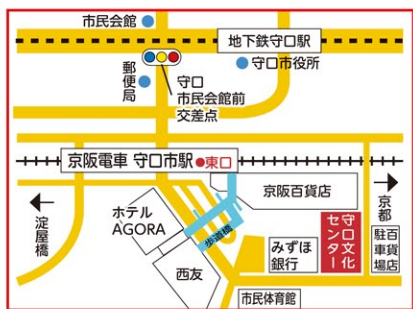 市民会館
地下鉄守口駅
郵便局
守口
市民会館前
交差点
守口市役所
京阪電車 守口市駅
東口
京阪百貨店
淀屋橋
京都
ホテル
AGORA
歩道橋
守口文化
センター
百貨店
駐車場
みずほ
銀行
西友
市民体育館